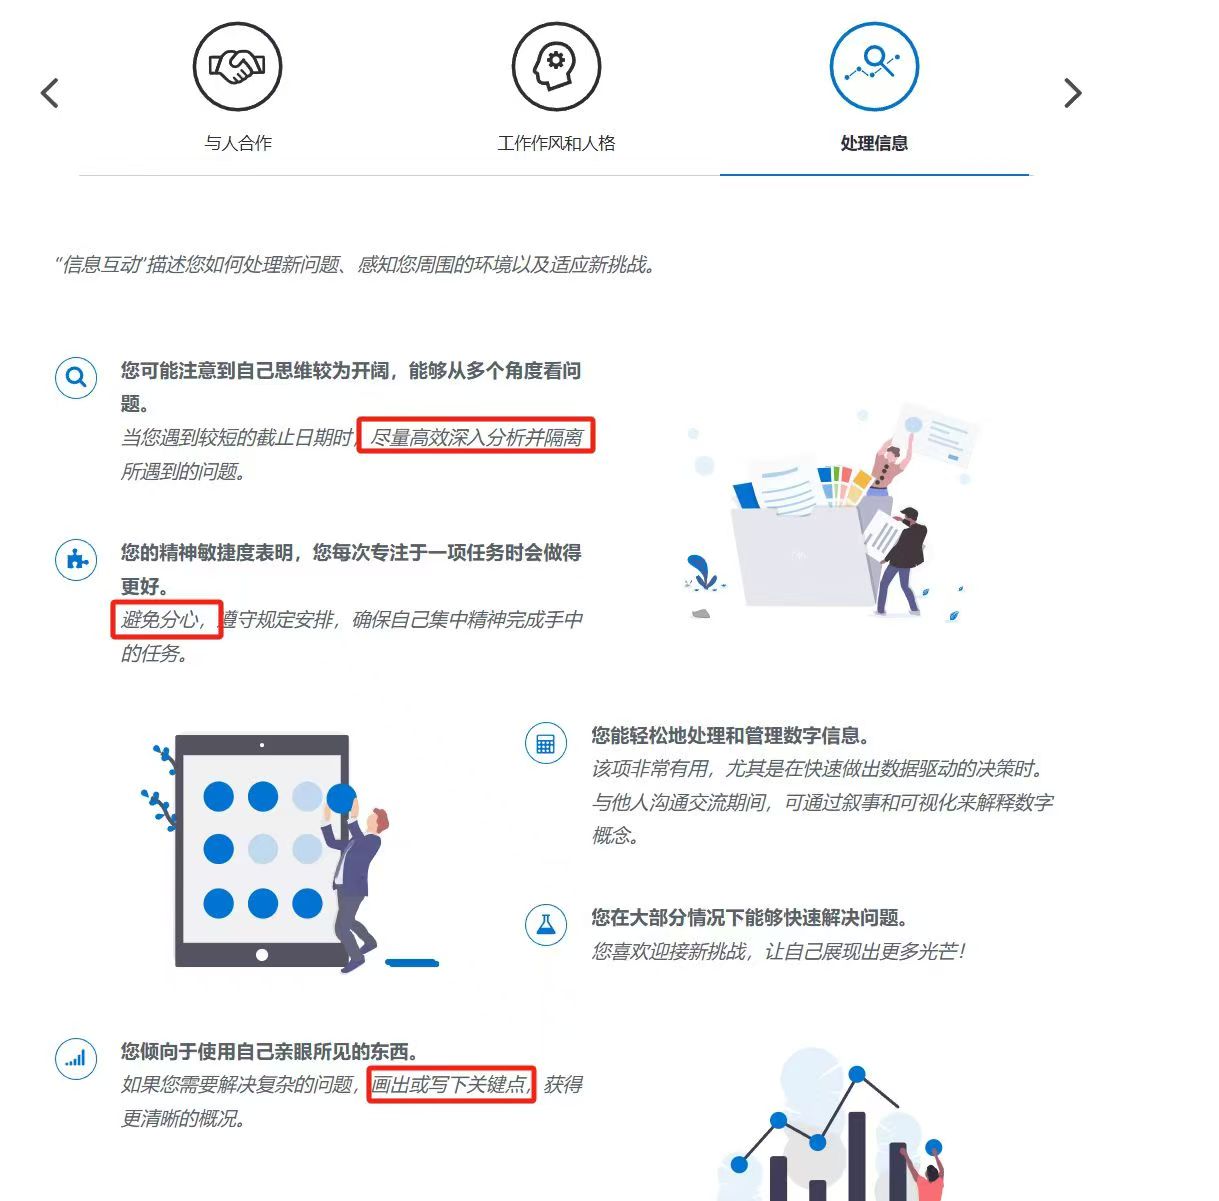 与人合作
工作作风和人格
处理信息
“信息互动”描述您如何处理新问题、感知您周围的环境以及适应新挑战。
您可能注意到自己思维较为开阔，能够从多个角度看问
题。
当您遇到较短的截止日期时，尽量高效深入分析并隔离
所遇到的问题。
您的精神敏捷度表明，您每次专注于一项任务时会做得
更好。
避免分心，遵守规定安排，确保自己集中精神完成手中
的任务。
您能轻松地处理和管理数字信息。
该项非常有用，尤其是在快速做出数据驱动的决策时。
与他人沟通交流期间，可通过叙事和可视化来解释数字
概念。
您在大部分情况下能够快速解决问题。
您喜欢迎接新挑战，让自己展现出更多光芒！
您倾向于使用自己亲眼所见的东西。
如果您需要解决复杂的问题，画出或写下关键点，获得
更清晰的概况。